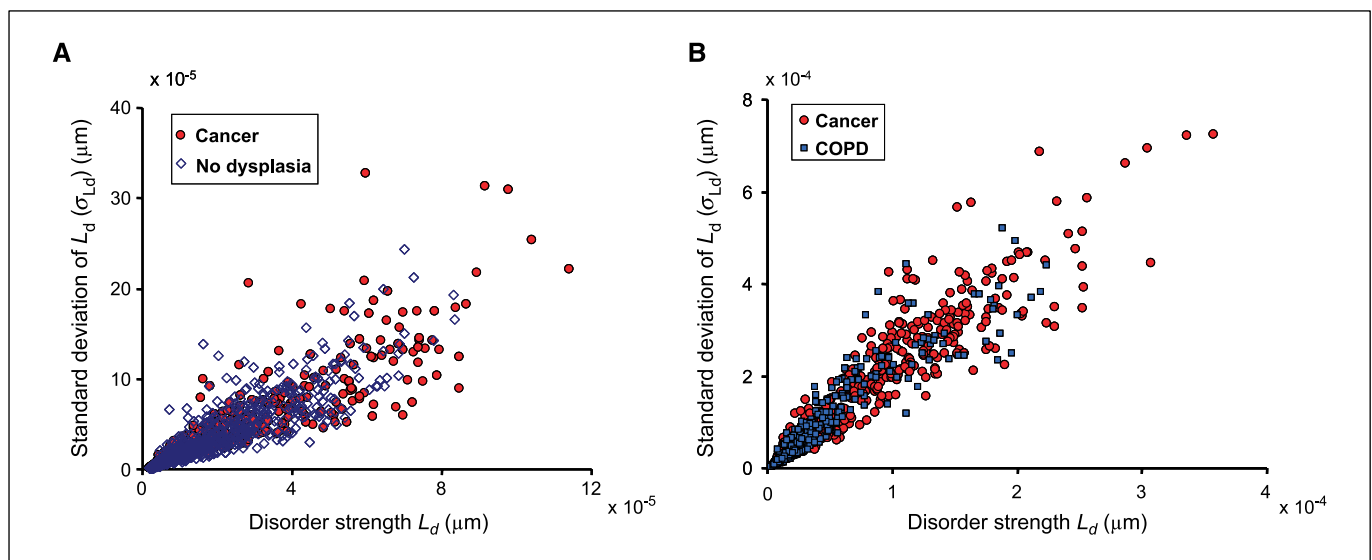 A
x 10⁻⁵
Standard deviation of Ld (σLd) (μm)
40
30
20
10
0
Cancer
No dysplasia
0
4
8
12
x 10⁻⁵
Disorder strength Ld (μm)
B
x 10⁻⁴
Standard deviation of Ld (σLd) (μm)
8
6
4
2
0
Cancer
COPD
0
1
2
3
4
x 10⁻⁴
Disorder strength Ld (μm)